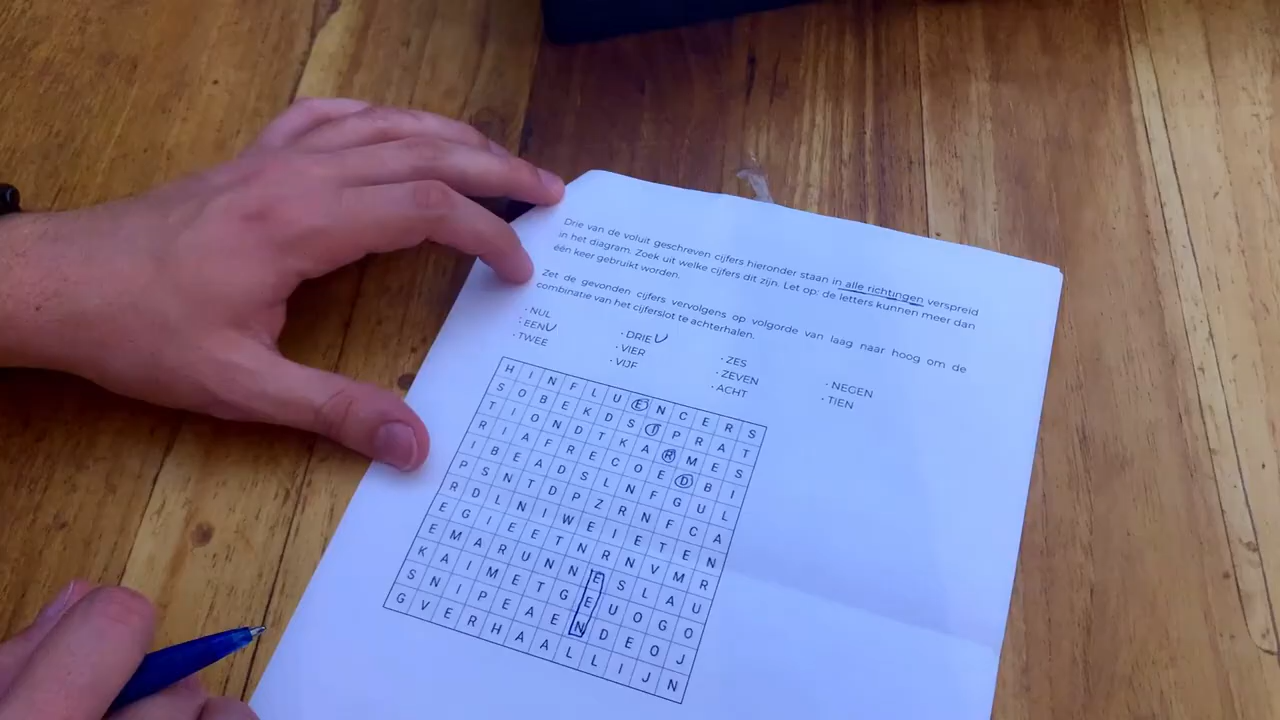 Drie van de voluit geschreven cijfers hieronder staan in alle richtingen verspreid
in het diagram. Zoek uit welke cijfers dit zijn. Let op: de letters kunnen meer dan
één keer gebruikt worden.
Zet de gevonden cijfers vervolgens op volgorde van laag naar hoog om de
combinatie van het cijferslot te achterhalen.
· NUL
· EEN
· TWEE
· DRIE
· VIER
· VIJF
· ZES
· ZEVEN
· ACHT
· NEGEN
· TIEN
H I N F L U E N C E R S
S O B E K D S I P R A T
T I O N D T K A R M E S
R I A F R E C O E D B I
I B E A D S L N F G U L
P S N T D P Z R N F C A
R D L N I W E I E T E N
E G I E E T N R N V M R
E M A R U N N E S L A U
K A I M E T G E U O G O
S N I P E A E N D E O J
G V E R H A A L L I J N